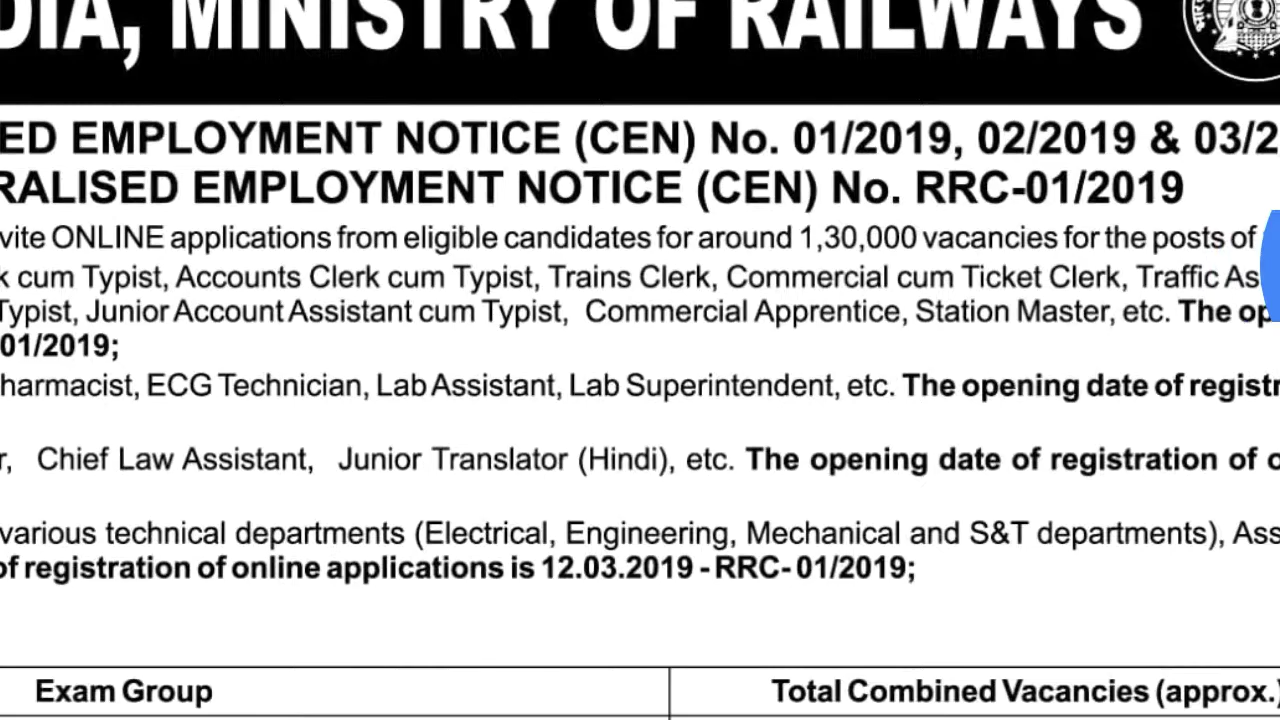 DIA, MINISTRY OF RAILWAYS
ED EMPLOYMENT NOTICE (CEN) No. 01/2019, 02/2019 & 03/2
RALISED EMPLOYMENT NOTICE (CEN) No. RRC-01/2019
vite ONLINE applications from eligible candidates for around 1,30,000 vacancies for the posts of
k cum Typist, Accounts Clerk cum Typist, Trains Clerk, Commercial cum Ticket Clerk, Traffic As
Typist, Junior Account Assistant cum Typist, Commercial Apprentice, Station Master, etc. The op
01/2019;
harmacist, ECG Technician, Lab Assistant, Lab Superintendent, etc. The opening date of registr
r, Chief Law Assistant, Junior Translator (Hindi), etc. The opening date of registration of o
various technical departments (Electrical, Engineering, Mechanical and S&T departments), Ass
of registration of online applications is 12.03.2019 - RRC- 01/2019;
Exam Group Total Combined Vacancies (approx.)